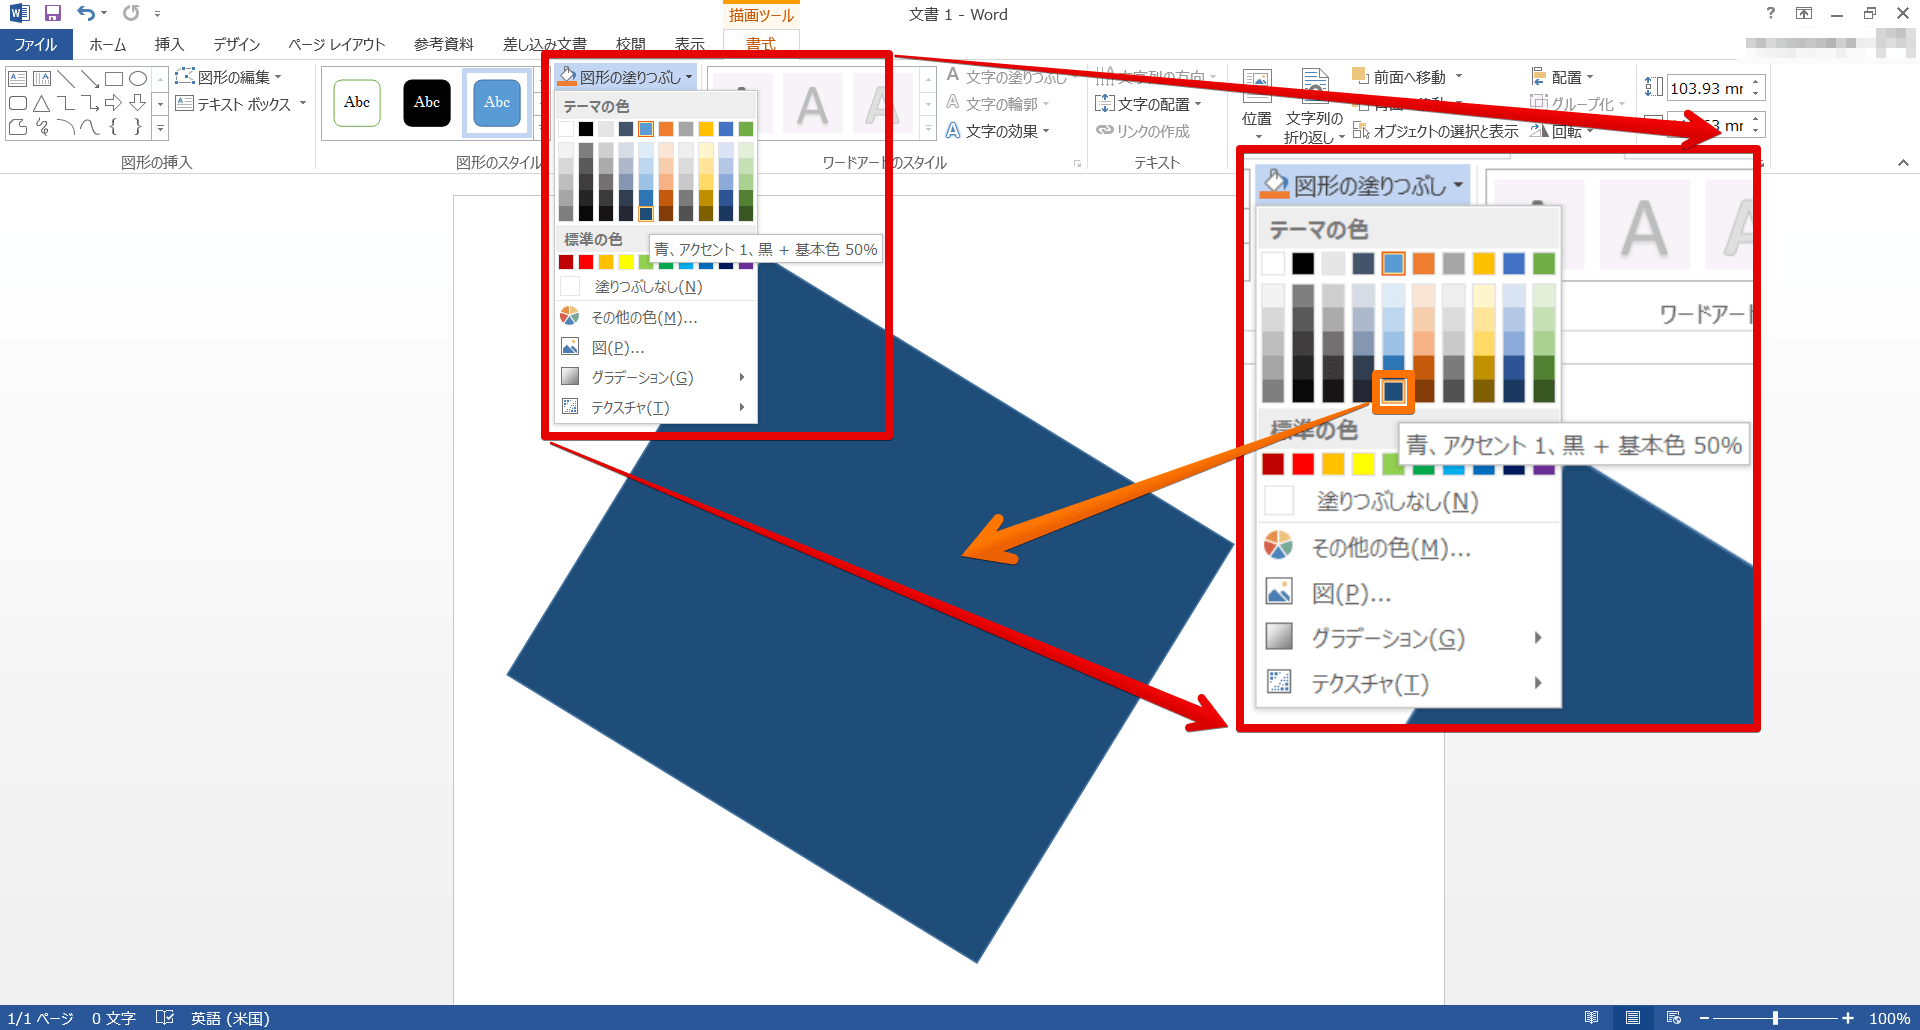 描画ツール
文書 1 - Word
?
ファイル
ホーム
挿入
デザイン
ページ レイアウト
参考資料
差し込み文書
校閲
表示
書式
図形の編集
テキスト ボックス
図形の挿入
Abc
Abc
Abc
図形のスタイル
図形の塗りつぶし
テーマの色
標準の色
青、アクセント 1、黒 + 基本色 50%
塗りつぶしなし(N)
その他の色(M)...
図(P)...
グラデーション(G)
テクスチャ(T)
A
A
ワードアートのスタイル
A 文字の塗りつぶし
A 文字の輪郭
A 文字の効果
文字列の方向
文字の配置
リンクの作成
テキスト
位置
文字列の
折り返し
前面へ移動
背面へ移動
オブジェクトの選択と表示
配置
グループ化
回転
103.93 mr
図形の塗りつぶし
テーマの色
標準の色
青、アクセント 1、黒 + 基本色 50%
塗りつぶしなし(N)
その他の色(M)...
図(P)...
グラデーション(G)
テクスチャ(T)
A
ワードアート
1/1 ページ
0 文字
英語 (米国)
100%